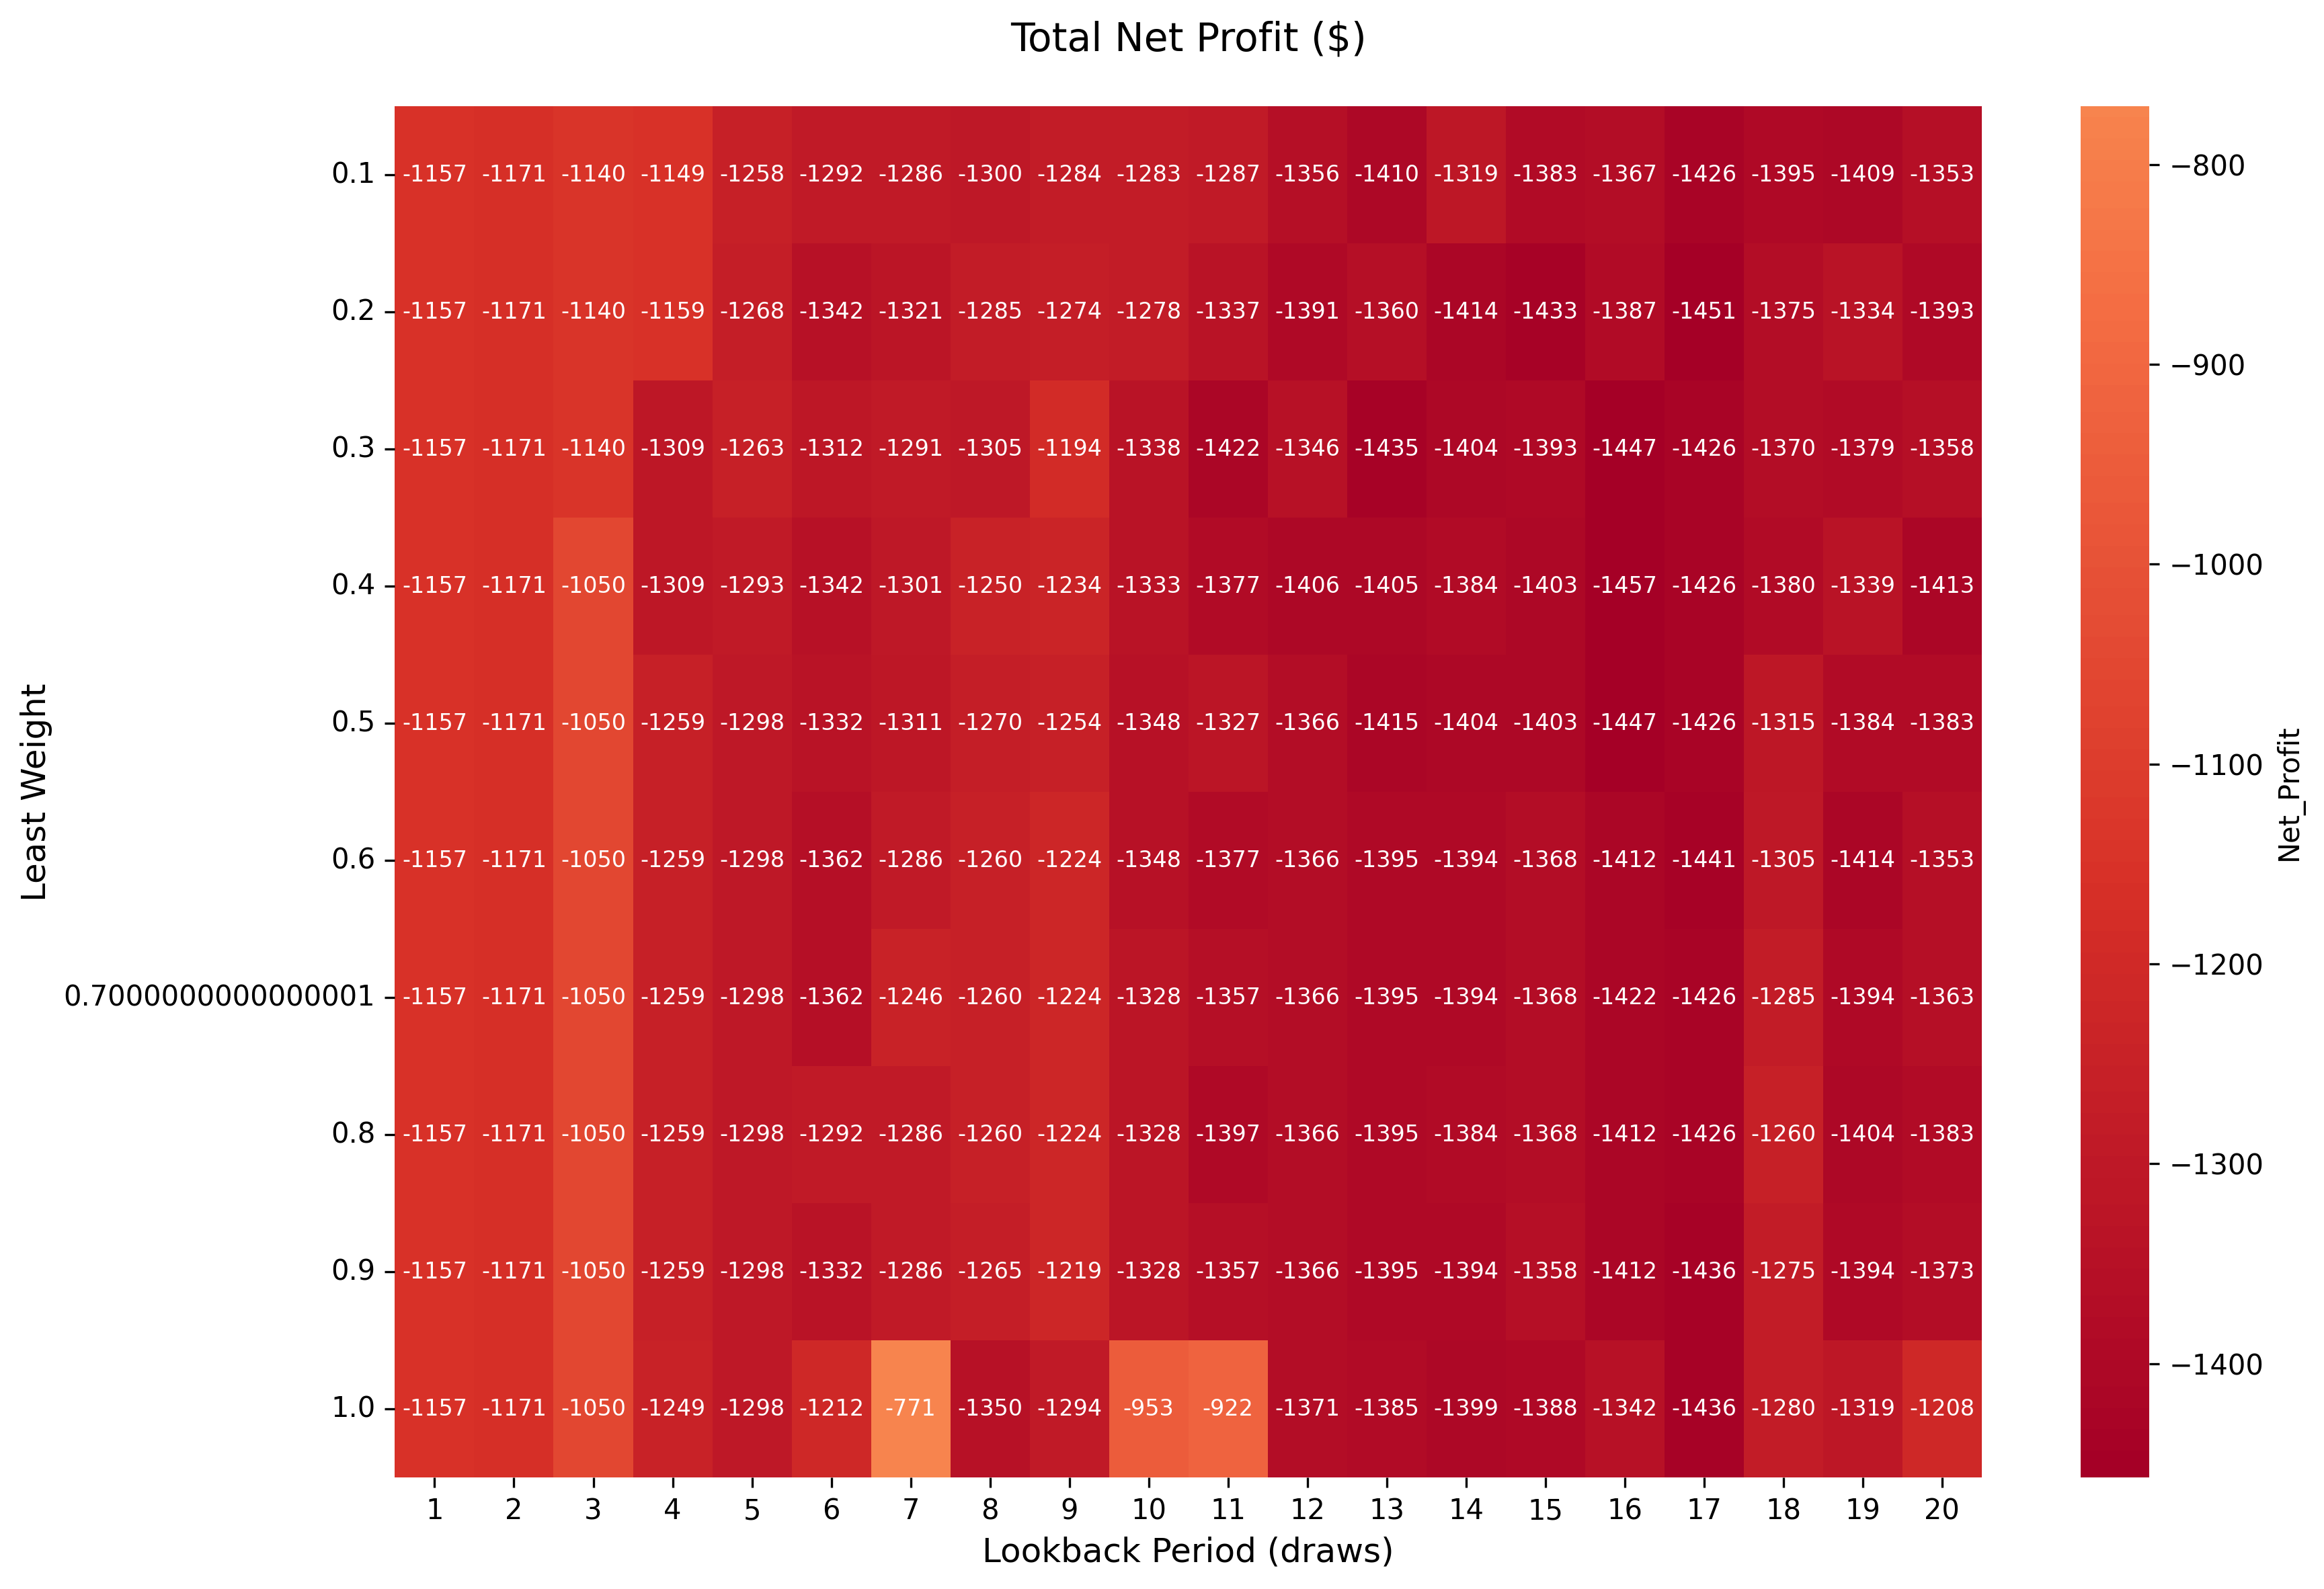 Total Net Profit ($)
0.1 -1157 -1171 -1140 -1149 -1258 -1292 -1286 -1300 -1284 -1283 -1287 -1356 -1410 -1319 -1383 -1367 -1426 -1395 -1409 -1353
0.2 -1157 -1171 -1140 -1159 -1268 -1342 -1321 -1285 -1274 -1278 -1337 -1391 -1360 -1414 -1433 -1387 -1451 -1375 -1334 -1393
0.3 -1157 -1171 -1140 -1309 -1263 -1312 -1291 -1305 -1194 -1338 -1422 -1346 -1435 -1404 -1393 -1447 -1426 -1370 -1379 -1358
0.4 -1157 -1171 -1050 -1309 -1293 -1342 -1301 -1250 -1234 -1333 -1377 -1406 -1405 -1384 -1403 -1457 -1426 -1380 -1339 -1413
0.5 -1157 -1171 -1050 -1259 -1298 -1332 -1311 -1270 -1254 -1348 -1327 -1366 -1415 -1404 -1403 -1447 -1426 -1315 -1384 -1383
0.6 -1157 -1171 -1050 -1259 -1298 -1362 -1286 -1260 -1224 -1348 -1377 -1366 -1395 -1394 -1368 -1412 -1441 -1305 -1414 -1353
0.7000000000000001 -1157 -1171 -1050 -1259 -1298 -1362 -1246 -1260 -1224 -1328 -1357 -1366 -1395 -1394 -1368 -1422 -1426 -1285 -1394 -1363
0.8 -1157 -1171 -1050 -1259 -1298 -1292 -1286 -1260 -1224 -1328 -1397 -1366 -1395 -1384 -1368 -1412 -1426 -1260 -1404 -1383
0.9 -1157 -1171 -1050 -1259 -1298 -1332 -1286 -1265 -1219 -1328 -1357 -1366 -1395 -1394 -1358 -1412 -1436 -1275 -1394 -1373
1.0 -1157 -1171 -1050 -1249 -1298 -1212 -771 -1350 -1294 -953 -922 -1371 -1385 -1399 -1388 -1342 -1436 -1280 -1319 -1208
1 2 3 4 5 6 7 8 9 10 11 12 13 14 15 16 17 18 19 20
Lookback Period (draws)
Least Weight
−800
−900
−1000
−1100
−1200
−1300
−1400
Net_Profit